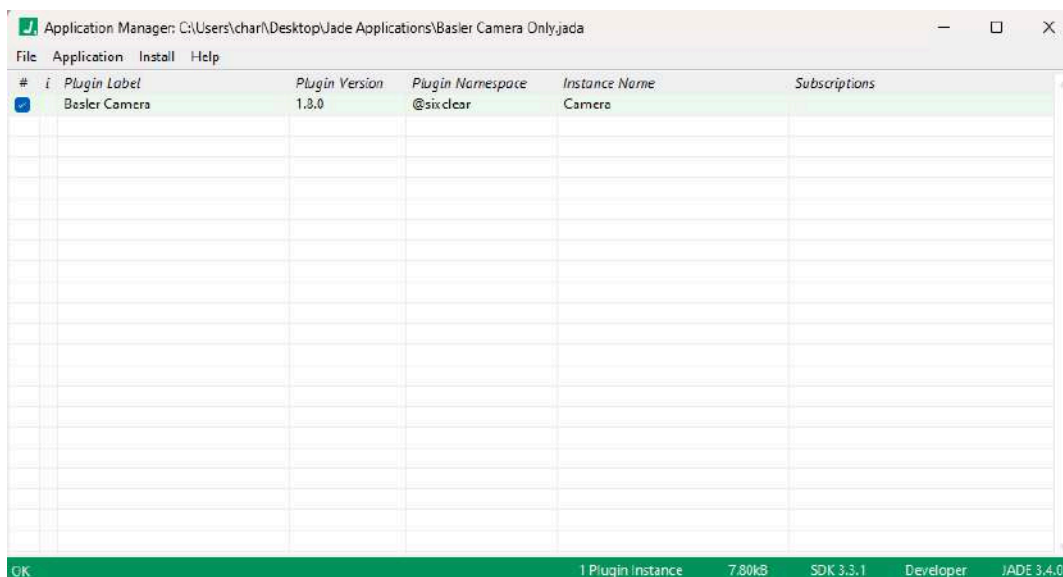 Application Manager: C:\Users\charl\Desktop\Jade Applications\Basler Camera Only.jada
File Application Install Help
# i Plugin Label Plugin Version Plugin Namespace Instance Name Subscriptions
Basler Camera 1.8.0 @sixclear Camera
OK 1 Plugin Instance 7.80kB SDK 3.3.1 Developer JADE 3.4.0